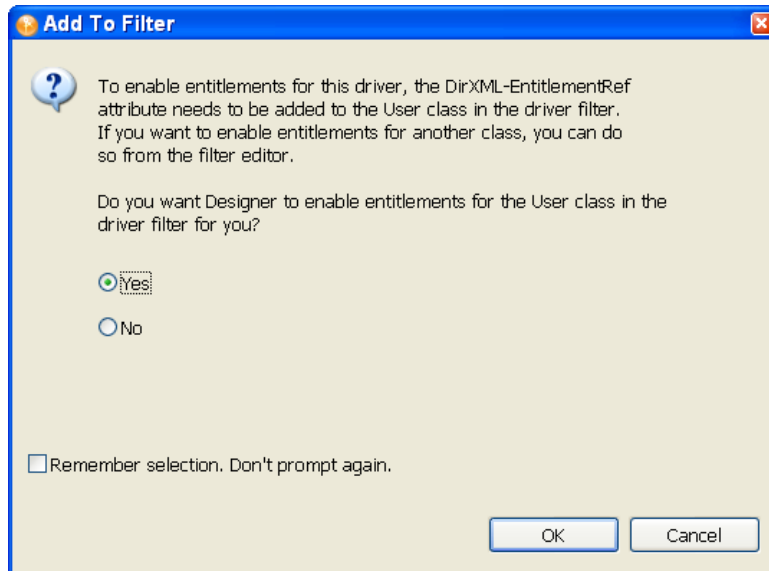 Add To Filter
To enable entitlements for this driver, the DirXML-EntitlementRef
attribute needs to be added to the User class in the driver filter.
If you want to enable entitlements for another class, you can do
so from the filter editor.
Do you want Designer to enable entitlements for the User class in the
driver filter for you?
Yes
No
Remember selection. Don't prompt again.
OK Cancel